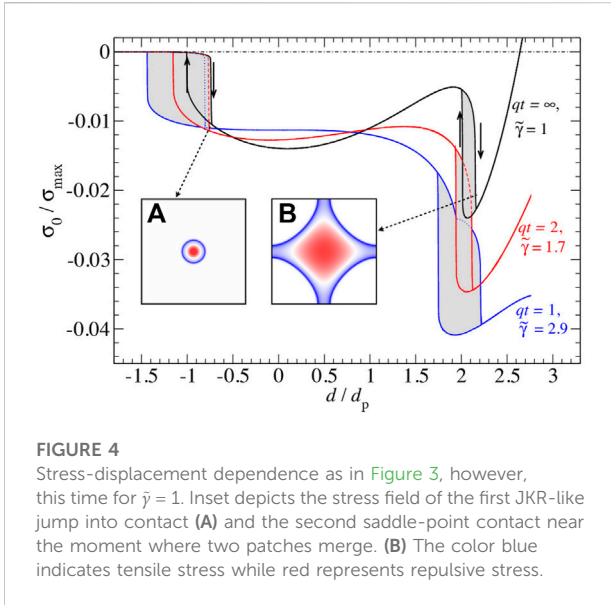 0
-0.01
-0.02
-0.03
-0.04
σ₀ / σ_max
qt = ∞,
γ̃ = 1
qt = 2,
γ̃ = 1.7
qt = 1,
γ̃ = 2.9
A
B
-1.5 -1 -0.5 0 0.5 1 1.5 2 2.5 3
d / d_p
FIGURE 4
Stress-displacement dependence as in Figure 3, however,
this time for γ̃ = 1. Inset depicts the stress field of the first JKR-like
jump into contact (A) and the second saddle-point contact near
the moment where two patches merge. (B) The color blue
indicates tensile stress while red represents repulsive stress.